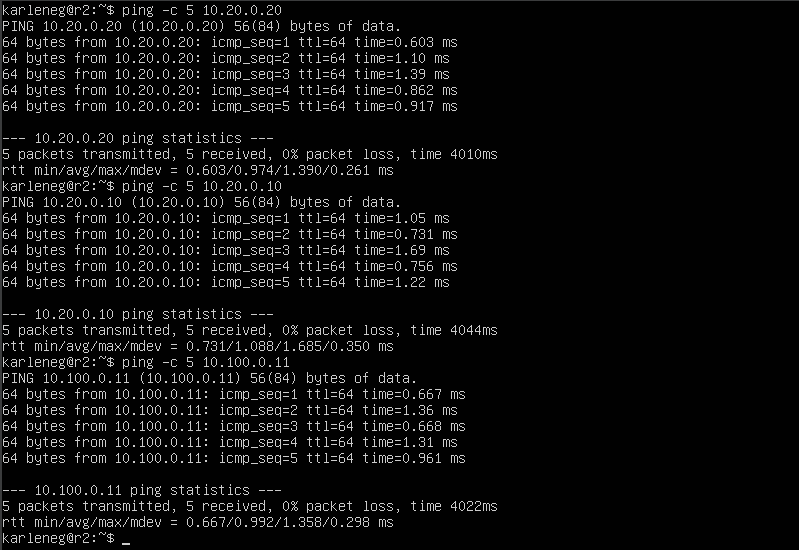 karleneg@r2:~$ ping -c 5 10.20.0.20
PING 10.20.0.20 (10.20.0.20) 56(84) bytes of data.
64 bytes from 10.20.0.20: icmp_seq=1 ttl=64 time=0.603 ms
64 bytes from 10.20.0.20: icmp_seq=2 ttl=64 time=1.10 ms
64 bytes from 10.20.0.20: icmp_seq=3 ttl=64 time=1.39 ms
64 bytes from 10.20.0.20: icmp_seq=4 ttl=64 time=0.862 ms
64 bytes from 10.20.0.20: icmp_seq=5 ttl=64 time=0.917 ms
--- 10.20.0.20 ping statistics ---
5 packets transmitted, 5 received, 0% packet loss, time 4010ms
rtt min/avg/max/mdev = 0.603/0.974/1.390/0.261 ms
karleneg@r2:~$ ping -c 5 10.20.0.10
PING 10.20.0.10 (10.20.0.10) 56(84) bytes of data.
64 bytes from 10.20.0.10: icmp_seq=1 ttl=64 time=1.05 ms
64 bytes from 10.20.0.10: icmp_seq=2 ttl=64 time=0.731 ms
64 bytes from 10.20.0.10: icmp_seq=3 ttl=64 time=1.69 ms
64 bytes from 10.20.0.10: icmp_seq=4 ttl=64 time=0.756 ms
64 bytes from 10.20.0.10: icmp_seq=5 ttl=64 time=1.22 ms
--- 10.20.0.10 ping statistics ---
5 packets transmitted, 5 received, 0% packet loss, time 4044ms
rtt min/avg/max/mdev = 0.731/1.088/1.685/0.350 ms
karleneg@r2:~$ ping -c 5 10.100.0.11
PING 10.100.0.11 (10.100.0.11) 56(84) bytes of data.
64 bytes from 10.100.0.11: icmp_seq=1 ttl=64 time=0.667 ms
64 bytes from 10.100.0.11: icmp_seq=2 ttl=64 time=1.36 ms
64 bytes from 10.100.0.11: icmp_seq=3 ttl=64 time=0.668 ms
64 bytes from 10.100.0.11: icmp_seq=4 ttl=64 time=1.31 ms
64 bytes from 10.100.0.11: icmp_seq=5 ttl=64 time=0.961 ms
--- 10.100.0.11 ping statistics ---
5 packets transmitted, 5 received, 0% packet loss, time 4022ms
rtt min/avg/max/mdev = 0.667/0.992/1.358/0.298 ms
karleneg@r2:~$ _